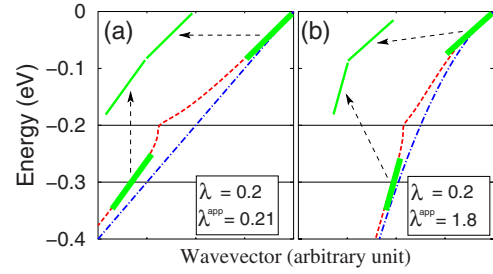 (a)
(b)
0
−0.1
−0.2
−0.3
−0.4
Energy (eV)
λ = 0.2
λ^app = 0.21
λ = 0.2
λ^app = 1.8
Wavevector (arbitrary unit)